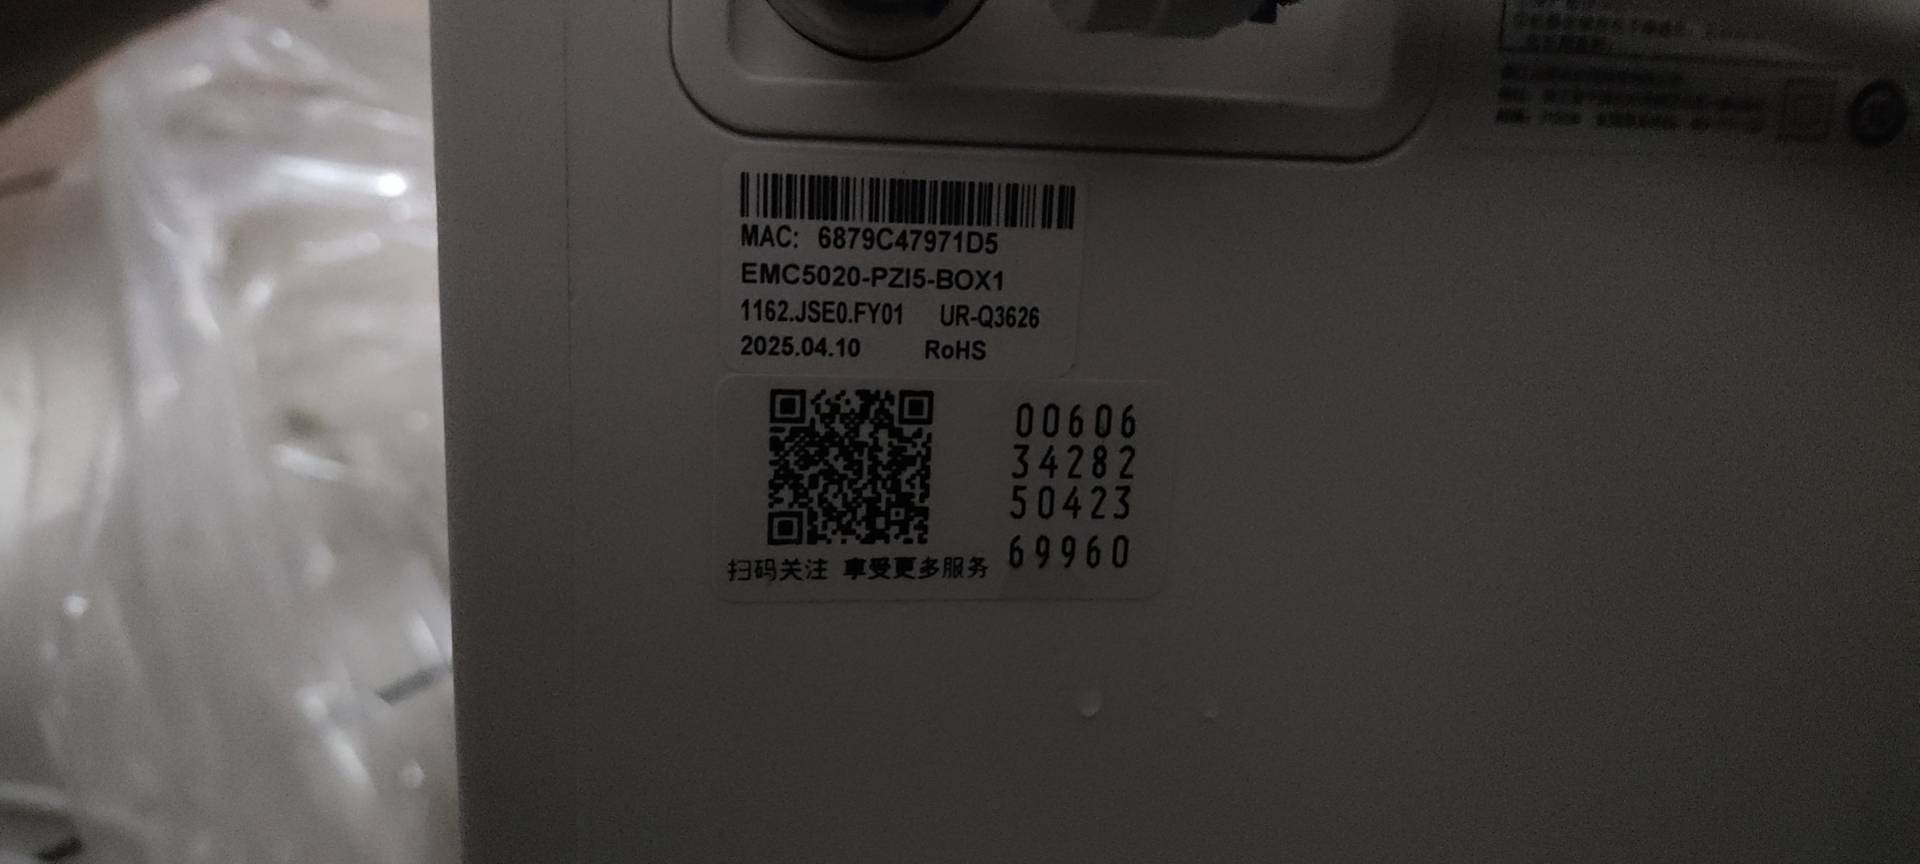 MAC: 6879C47971D5
EMC5020-PZI5-BOX1
1162.JSE0.FY01 UR-Q3626
2025.04.10 RoHS
00606
34282
50423
69960
扫码关注 享受更多服务